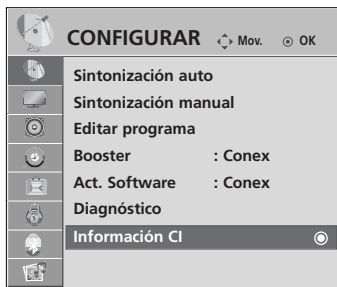 CONFIGURAR Mov. OK
Sintonización auto
Sintonización manual
Editar programa
Booster : Conex
Act. Software : Conex
Diagnóstico
Información CI